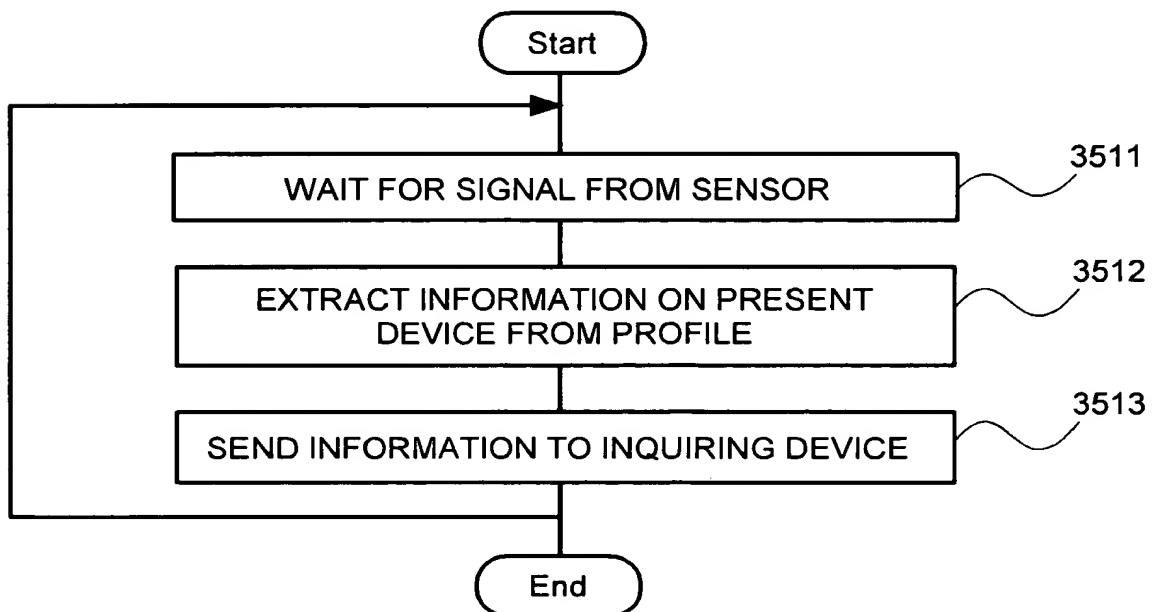 Start
WAIT FOR SIGNAL FROM SENSOR
3511
EXTRACT INFORMATION ON PRESENT
DEVICE FROM PROFILE
3512
SEND INFORMATION TO INQUIRING DEVICE
3513
End